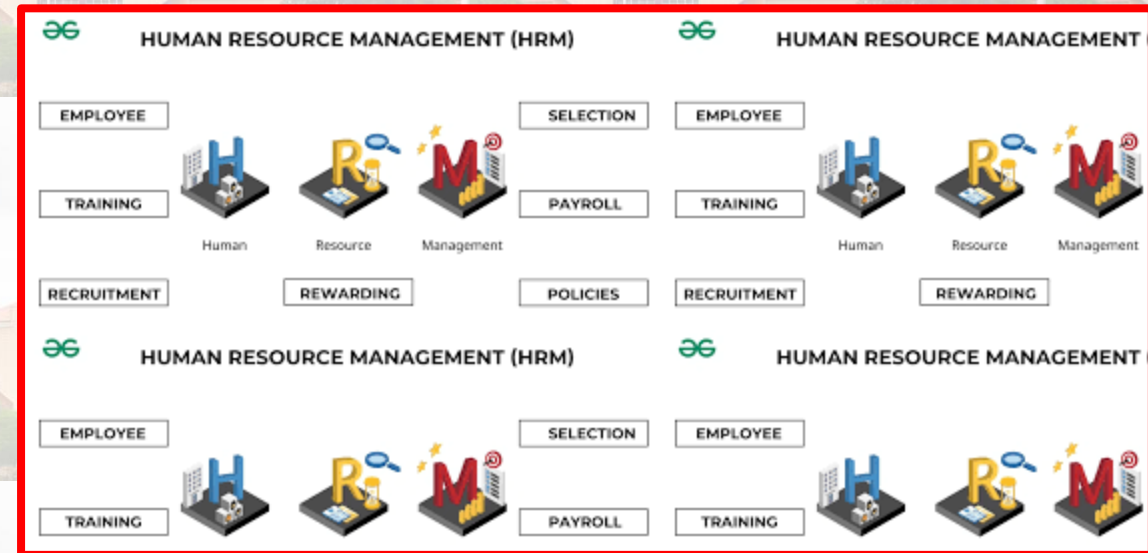 HUMAN RESOURCE MANAGEMENT (HRM) HUMAN RESOURCE MANAGEMENT
EMPLOYEE SELECTION EMPLOYEE
H R M H R M
TRAINING PAYROLL TRAINING
Human Resource Management Human Resource Management
RECRUITMENT REWARDING POLICIES RECRUITMENT REWARDING
HUMAN RESOURCE MANAGEMENT (HRM) HUMAN RESOURCE MANAGEMENT
EMPLOYEE SELECTION EMPLOYEE
H R M H R M
TRAINING PAYROLL TRAINING